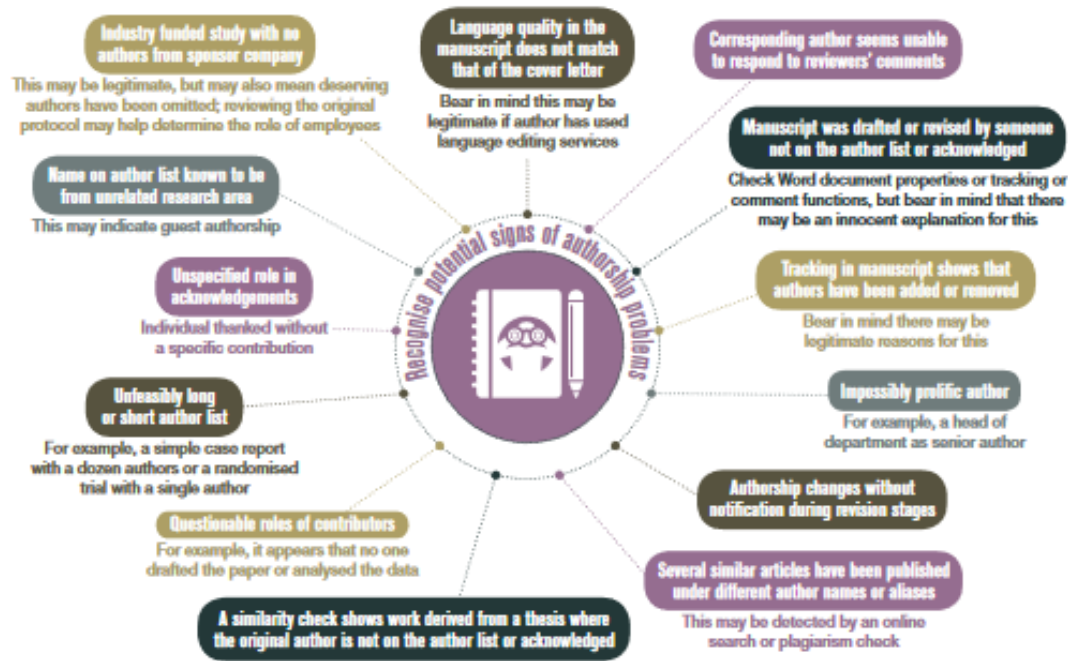 Industry funded study with no
authors from sponsor company
This may be legitimate, but may also mean deserving
authors have been omitted; reviewing the original
protocol may help determine the role of employees
Language quality in the
manuscript does not match
that of the cover letter
Bear in mind this may be
legitimate if author has used
language editing services
Corresponding author seems unable
to respond to reviewers' comments
Manuscript was drafted or revised by someone
not on the author list or acknowledged
Check Word document properties or tracking or
comment functions, but bear in mind that there
may be an innocent explanation for this
Name on author list known to be
from unrelated research area
This may indicate guest authorship
Recognise potential signs of authorship problems
Tracking in manuscript shows that
authors have been added or removed
Bear in mind there may be
legitimate reasons for this
Unspecified role in
acknowledgements
Individual thanked without
a specific contribution
Impossibly prolific author
For example, a head of
department as senior author
Unfeasibly long
or short author list
For example, a simple case report
with a dozen authors or a randomised
trial with a single author
Authorship changes without
notification during revision stages
Questionable roles of contributors
For example, it appears that no one
drafted the paper or analysed the data
Several similar articles have been published
under different author names or aliases
This may be detected by an online
search or plagiarism check
A similarity check shows work derived from a thesis where
the original author is not on the author list or acknowledged